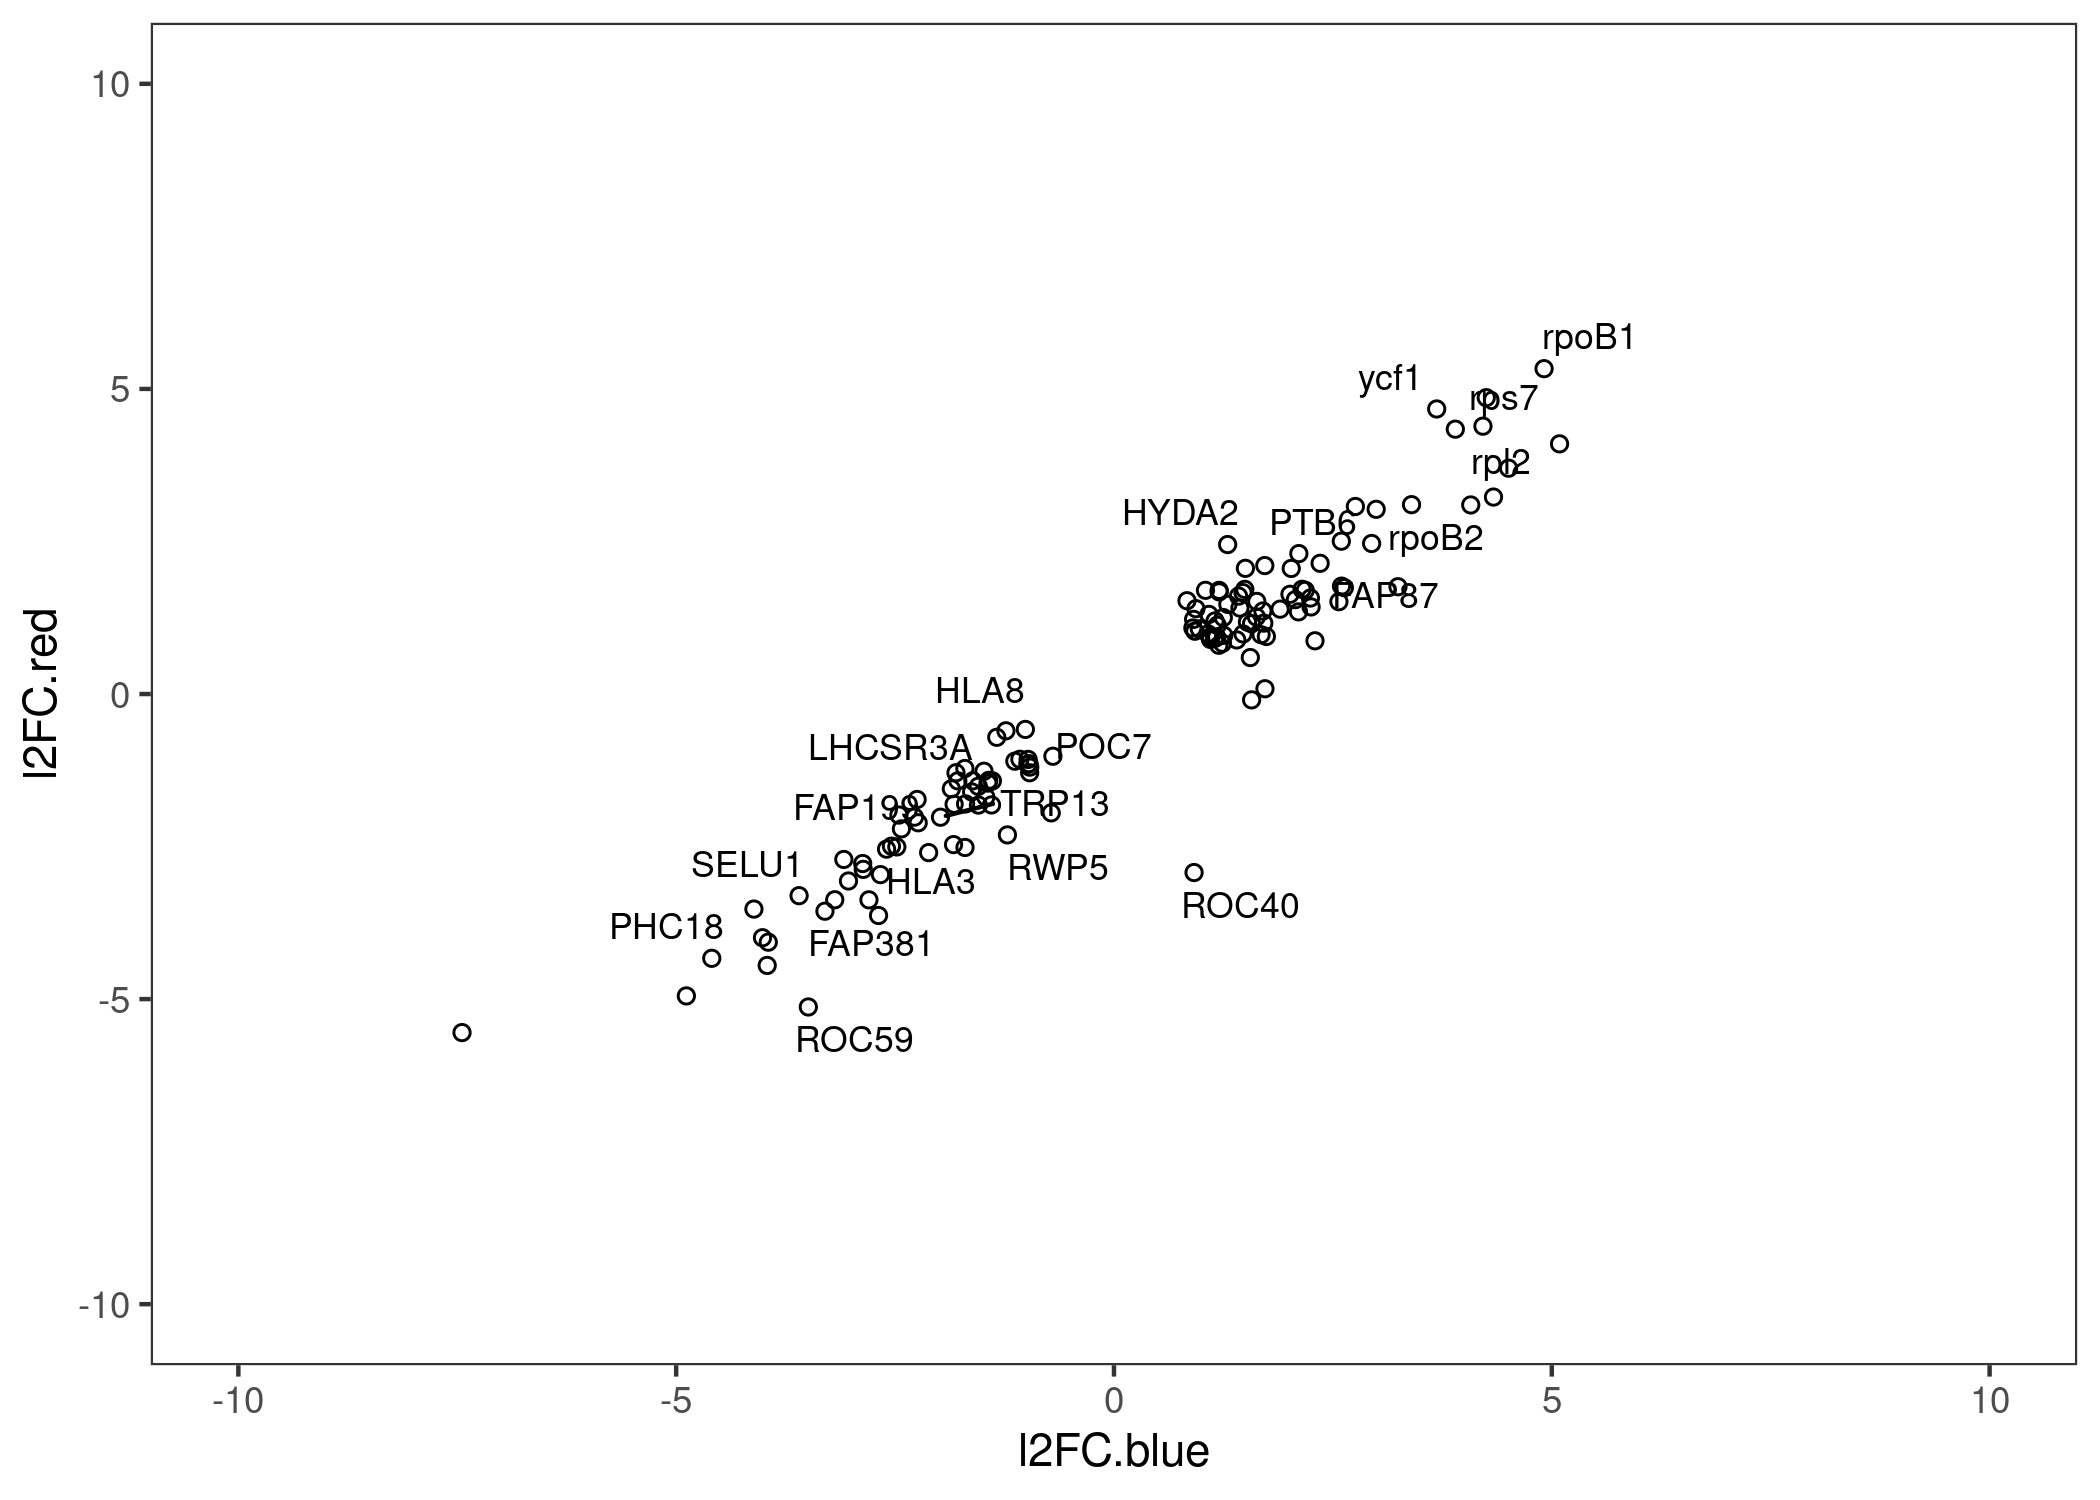 10
5
0
-5
-10
l2FC.red
rpoB1
ycf1
rps7
rpl2
HYDA2
PTB6
rpoB2
FAP87
HLA8
LHCSR3A
POC7
TRP13
SELU1
HLA3
RWP5
ROC40
PHC18
FAP381
ROC59
-10
-5
0
5
10
l2FC.blue